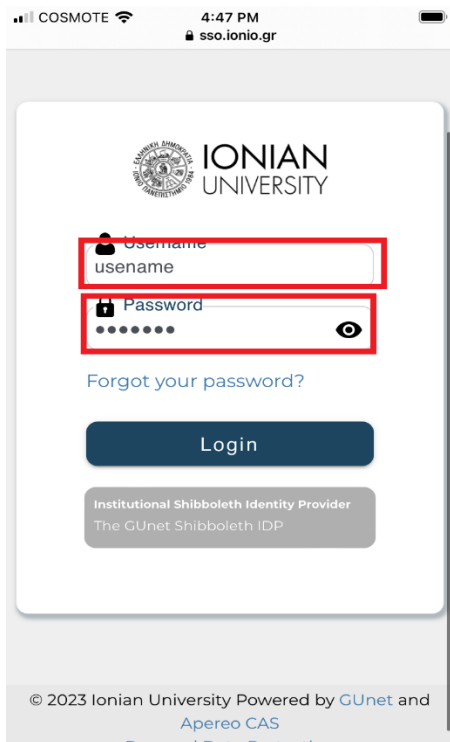 COSMOTE 4:47 PM
sso.ionio.gr
IONIAN
UNIVERSITY
Username
usename
Password
•••••••
Forgot your password?
Login
Institutional Shibboleth Identity Provider
The GUnet Shibboleth IDP
© 2023 Ionian University Powered by GUnet and
Apereo CAS